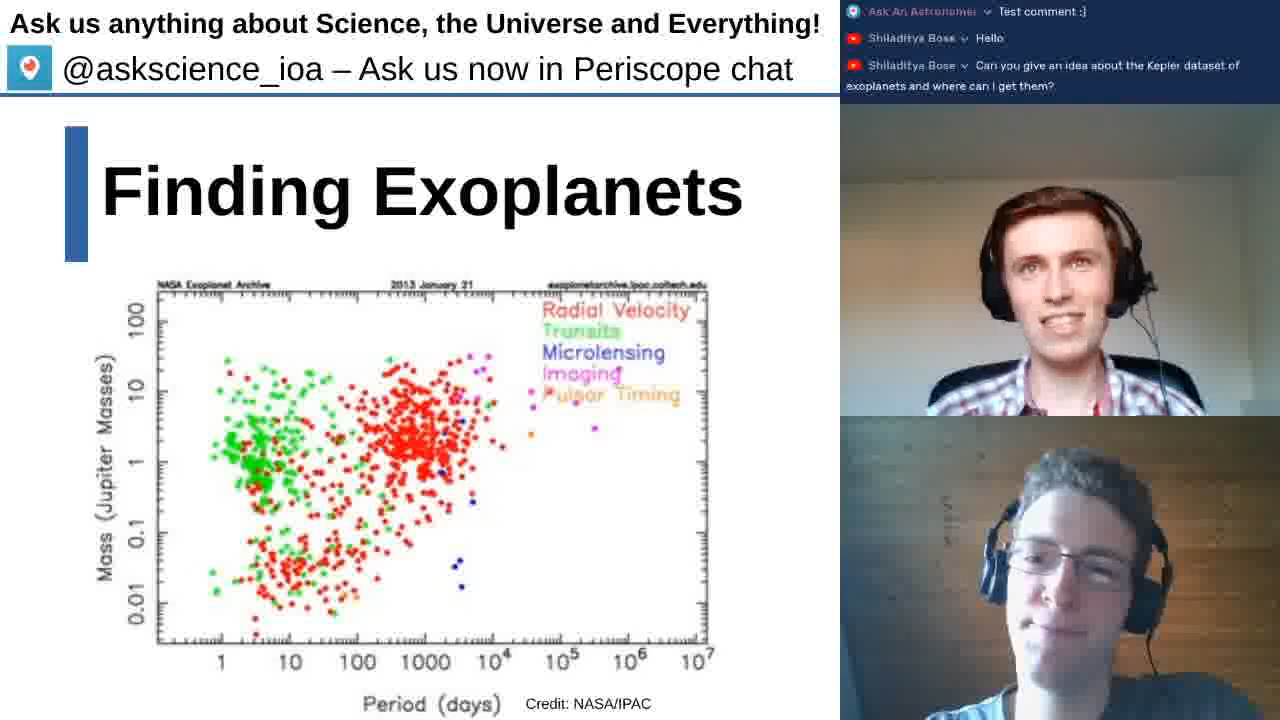 Ask us anything about Science, the Universe and Everything!
@askscience_ioa – Ask us now in Periscope chat
Ask An Astronomer Test comment :)
Shiladitya Bose Hello
Shiladitya Bose Can you give an idea about the Kepler dataset of
exoplanets and where can I get them?
Finding Exoplanets
NASA Exoplanet Archive 2013 January 21 exoplanetarchive.ipac.caltech.edu
Radial Velocity
Transits
Microlensing
Imaging
Pulsar Timing
Mass (Jupiter Masses)
100
10
1
0.1
0.01
1 10 100 1000 10⁴ 10⁵ 10⁶ 10⁷
Period (days)
Credit: NASA/IPAC